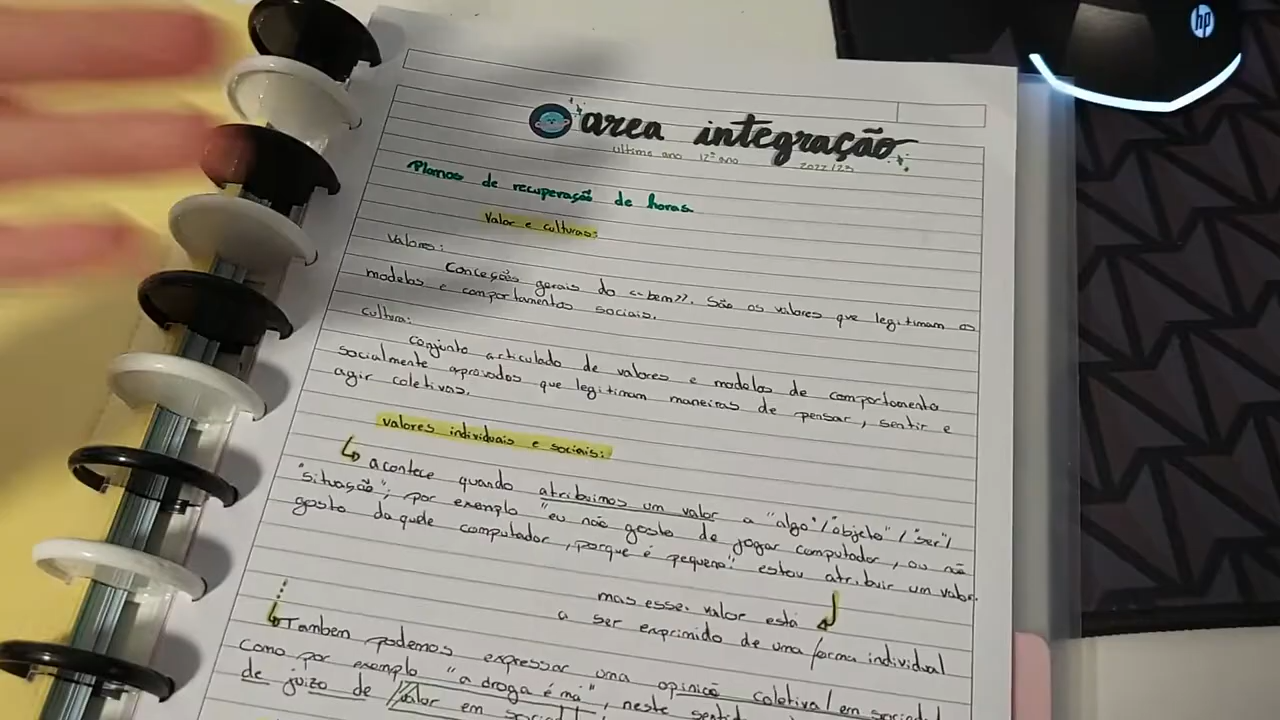 hp
area integração
ultimo ano 12º ano 2022/23
Planos de recuperação de horas
Valor e culturas:
Valores:
Conceções gerais do <<bem>>. São os valores que legitimam os
modelos e comportamentos sociais.
cultura:
conjunto articulado de valores e modelos de comportamento
socialmente aprovados que legitimam maneiras de pensar, sentir e
agir coletivas.
valores individuais e sociais:
acontece quando atribuimos um valor a "algo"/"objeto"/"ser"/
"situação"; por exemplo "eu não gosto de jogar computador, ou não
gosto daquele computador, porque é pequeno" estou atribuir um valor.
mas esse valor está
a ser exprimido de uma forma individual
Tambem podemos expressar uma opinião coletiva/em
como por exemplo "a droga é má", neste sentido
de juizo de valor em